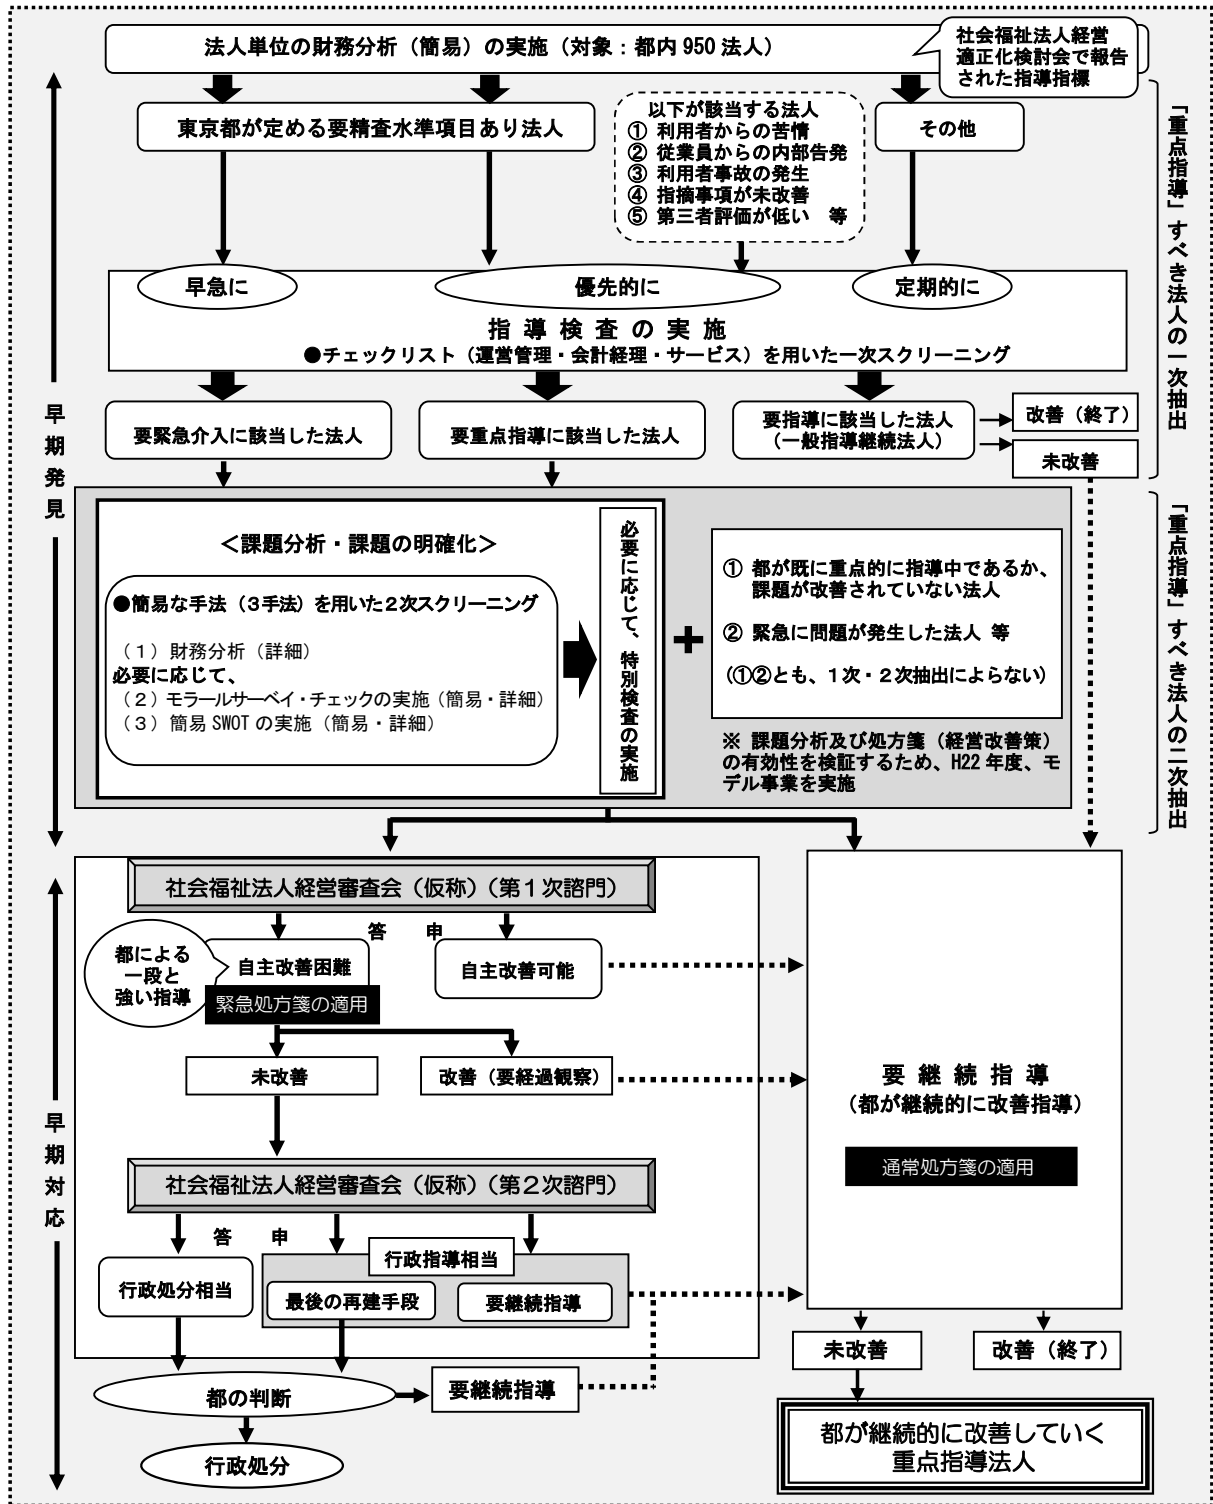 法人単位の財務分析（簡易）の実施（対象：都内950法人）
社会福祉法人経営
適正化検討会で報告
された指導指標
東京都が定める要精査水準項目あり法人
以下が該当する法人
① 利用者からの苦情
② 従業員からの内部告発
③ 利用者事故の発生
④ 指摘事項が未改善
⑤ 第三者評価が低い　等
その他
「重点指導」すべき法人の一次抽出
早急に
優先的に
定期的に
指導検査の実施
●チェックリスト（運営管理・会計経理・サービス）を用いた一次スクリーニング
早期発見
要緊急介入に該当した法人
要重点指導に該当した法人
要指導に該当した法人
（一般指導継続法人）
改善（終了）
未改善
「重点指導」すべき法人の二次抽出
＜課題分析・課題の明確化＞
●簡易な手法（３手法）を用いた２次スクリーニング
（１）財務分析（詳細）
必要に応じて、
（２）モラールサーベイ・チェックの実施（簡易・詳細）
（３）簡易SWOTの実施（簡易・詳細）
必要に応じて、特別検査の実施
＋
① 都が既に重点的に指導中であるか、
課題が改善されていない法人
② 緊急に問題が発生した法人 等
(①②とも、１次・２次抽出によらない)
※ 課題分析及び処方箋（経営改善策）
の有効性を検証するため、H22年度、モ
デル事業を実施
早期対応
社会福祉法人経営審査会（仮称）（第１次諮門）
答　申
都による
一段と
強い指導
自主改善困難
緊急処方箋の適用
自主改善可能
未改善
改善（要経過観察）
要継続指導
（都が継続的に改善指導）
通常処方箋の適用
社会福祉法人経営審査会（仮称）（第２次諮門）
答　申
行政処分相当
行政指導相当
最後の再建手段
要継続指導
未改善
改善（終了）
都の判断
要継続指導
行政処分
都が継続的に改善していく
重点指導法人